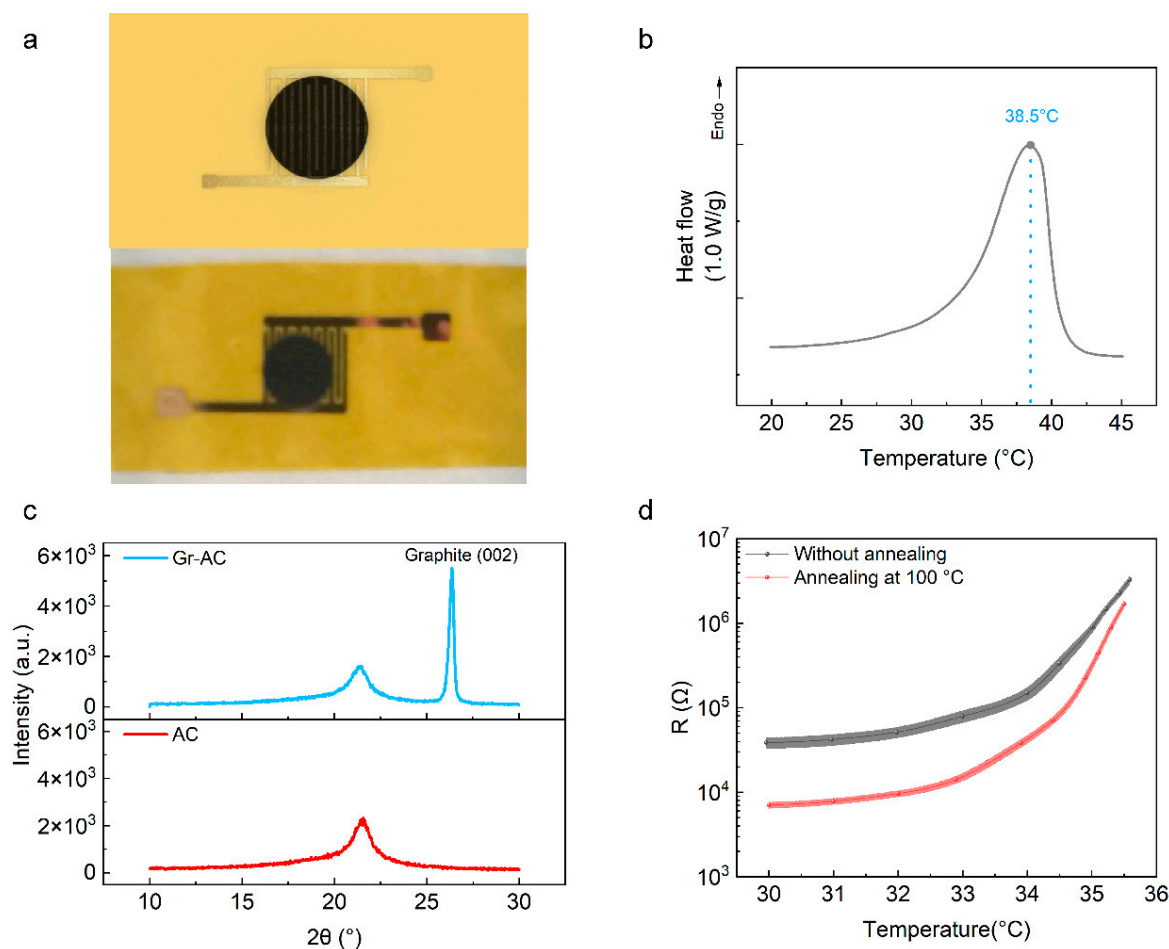 a
b
Endo →
38.5°C
Heat flow
(1.0 W/g)
20 25 30 35 40 45
Temperature (°C)
c
6×10³
Gr-AC
Graphite (002)
4×10³
2×10³
0
6×10³
AC
4×10³
2×10³
0
Intensity (a.u.)
10 15 20 25 30
2θ (°)
d
10⁷
Without annealing
Annealing at 100 °C
10⁶
10⁵
10⁴
10³
R (Ω)
30 31 32 33 34 35 36
Temperature(°C)